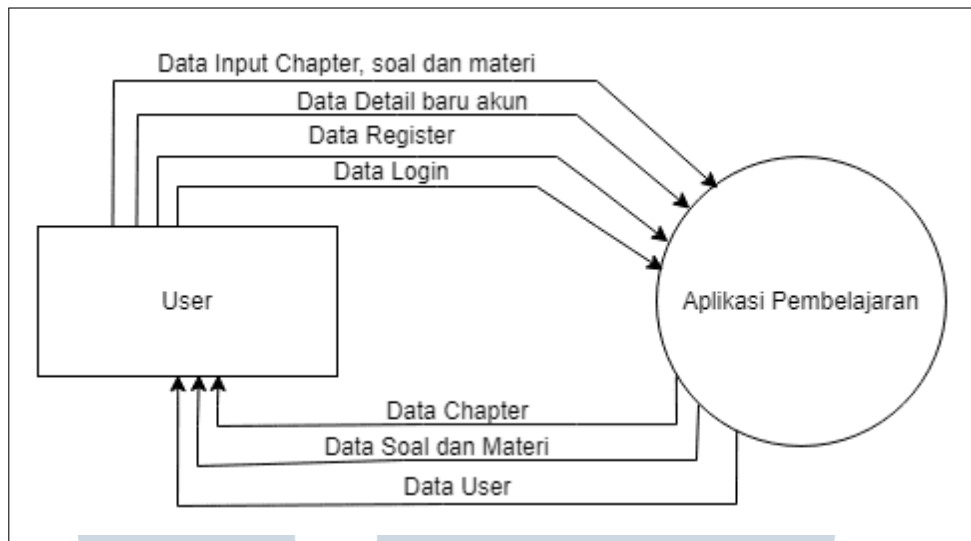 Data Input Chapter, soal dan materi
Data Detail baru akun
Data Register
Data Login
User
Aplikasi Pembelajaran
Data Chapter
Data Soal dan Materi
Data User